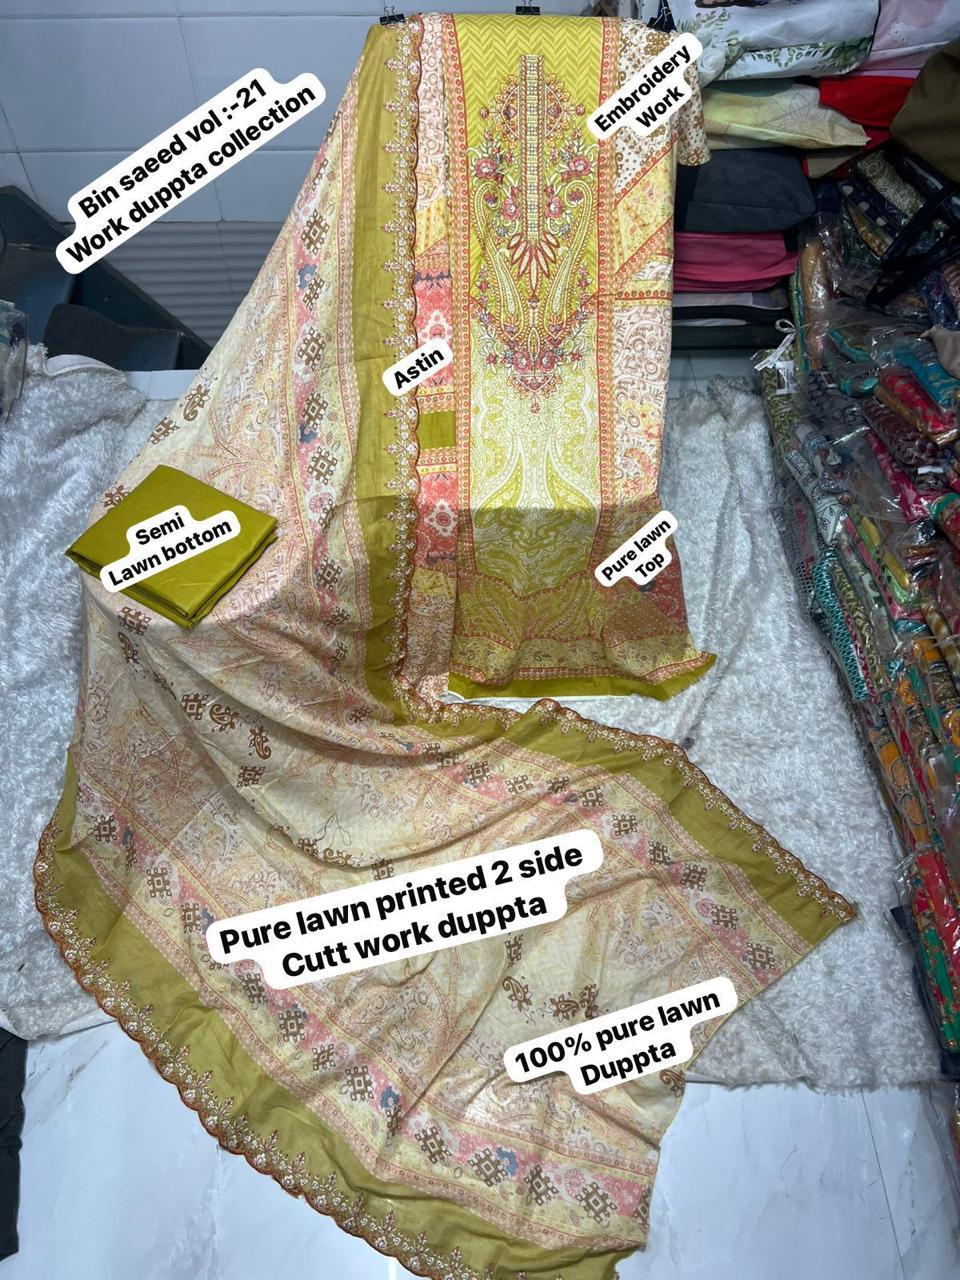 Bin saeed vol :-21
Work duppta collection
Embroidery
Work
Astin
Semi
Lawn bottom
Pure lawn
Top
Pure lawn printed 2 side
Cutt work duppta
100% pure lawn
Duppta